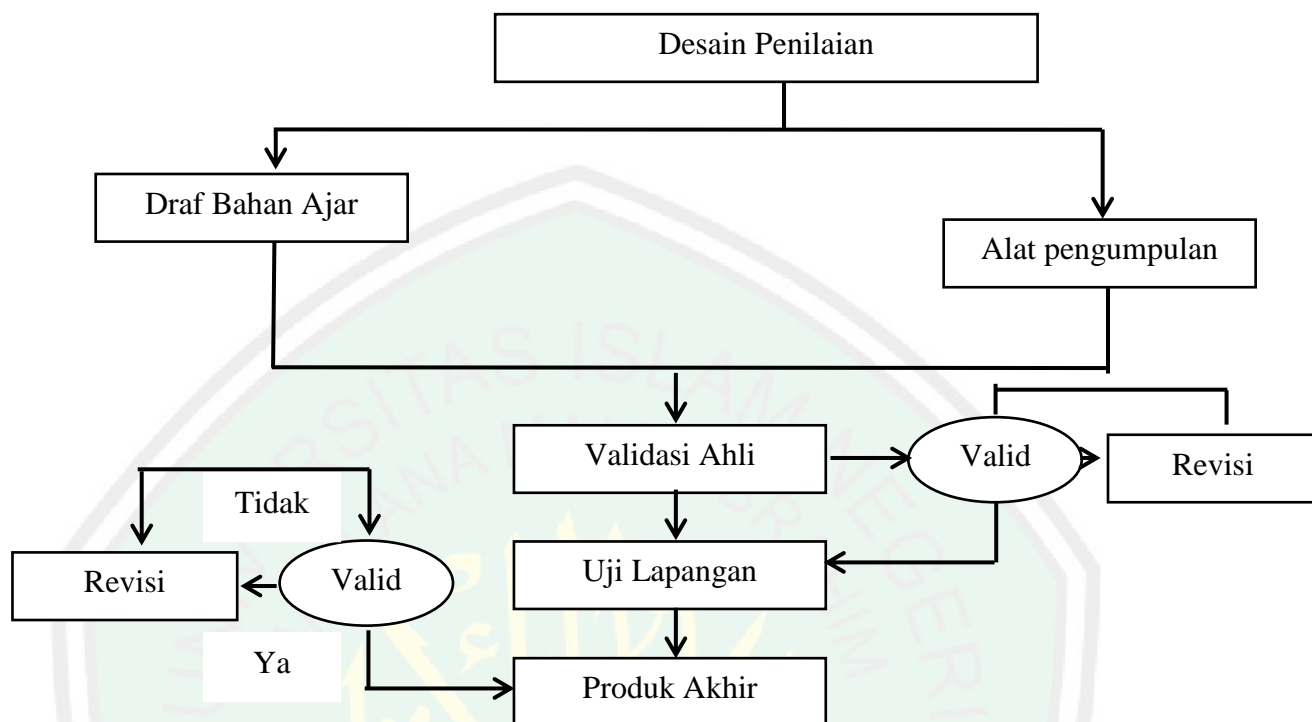 Desain Penilaian
Draf Bahan Ajar
Alat pengumpulan
Validasi Ahli
Valid
Revisi
Tidak
Revisi
Valid
Uji Lapangan
Ya
Produk Akhir